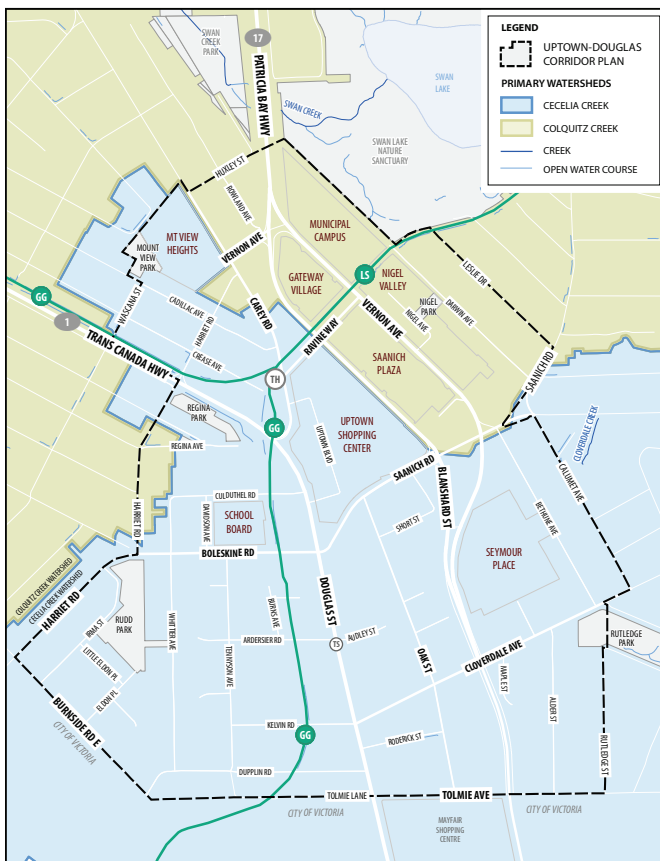 LEGEND
UPTOWN-DOUGLAS
CORRIDOR PLAN
PRIMARY WATERSHEDS
CECELIA CREEK
COLQUITZ CREEK
CREEK
OPEN WATER COURSE
SWAN
CREEK
PARK
17
PATRICIA BAY HWY
SWAN CREEK
SWAN
LAKE
SWAN LAKE
NATURE
SANCTUARY
HUXLEY ST
ROWLAND AVE
MUNICIPAL
CAMPUS
MT VIEW
HEIGHTS
VERNON AVE
MOUNT
VIEW
PARK
GATEWAY
VILLAGE
LS
NIGEL
VALLEY
LESLIE DR
GG
1
WASCANA ST
CADILLAC AVE
HARRIET RD
CAREY RD
RAVINE WAY
VERNON AVE
NIGEL
PARK
NIGEL AVE
DARWIN AVE
TRANS CANADA HWY
CREASE AVE
SAANICH
PLAZA
SAANICH RD
TH
REGINA
PARK
GG
UPTOWN
SHOPPING
CENTER
UPTOWN BLVD
REGINA AVE
SAANICH RD
CLOVERDALE CREEK
CALUMET AVE
BETHUNE AVE
BLANSHARD ST
CULDUTHEL RD
HARRIET RD
DAVIDSON AVE
SCHOOL
BOARD
SHORT ST
BOLESKINE RD
SEYMOUR
PLACE
COLQUITZ CREEK WATERSHED
CECELIA CREEK WATERSHED
HARRIET RD
RUDD
PARK
IRMA ST
WHITTIER AVE
BURNS AVE
DOUGLAS ST
ARDERSIER RD
TS
AUDLEY ST
OAK ST
CLOVERDALE AVE
RUTLEDGE
PARK
LITTLE ELDON PL
ELDON PL
TENNYSON AVE
MAPLE ST
ALDER ST
BURNSIDE RD E
CITY OF VICTORIA
KELVIN RD
GG
RODERICK ST
RUTLEDGE ST
DUPPLIN RD
TOLMIE LANE
TOLMIE AVE
CITY OF VICTORIA
CITY OF VICTORIA
MAYFAIR
SHOPPING
CENTRE